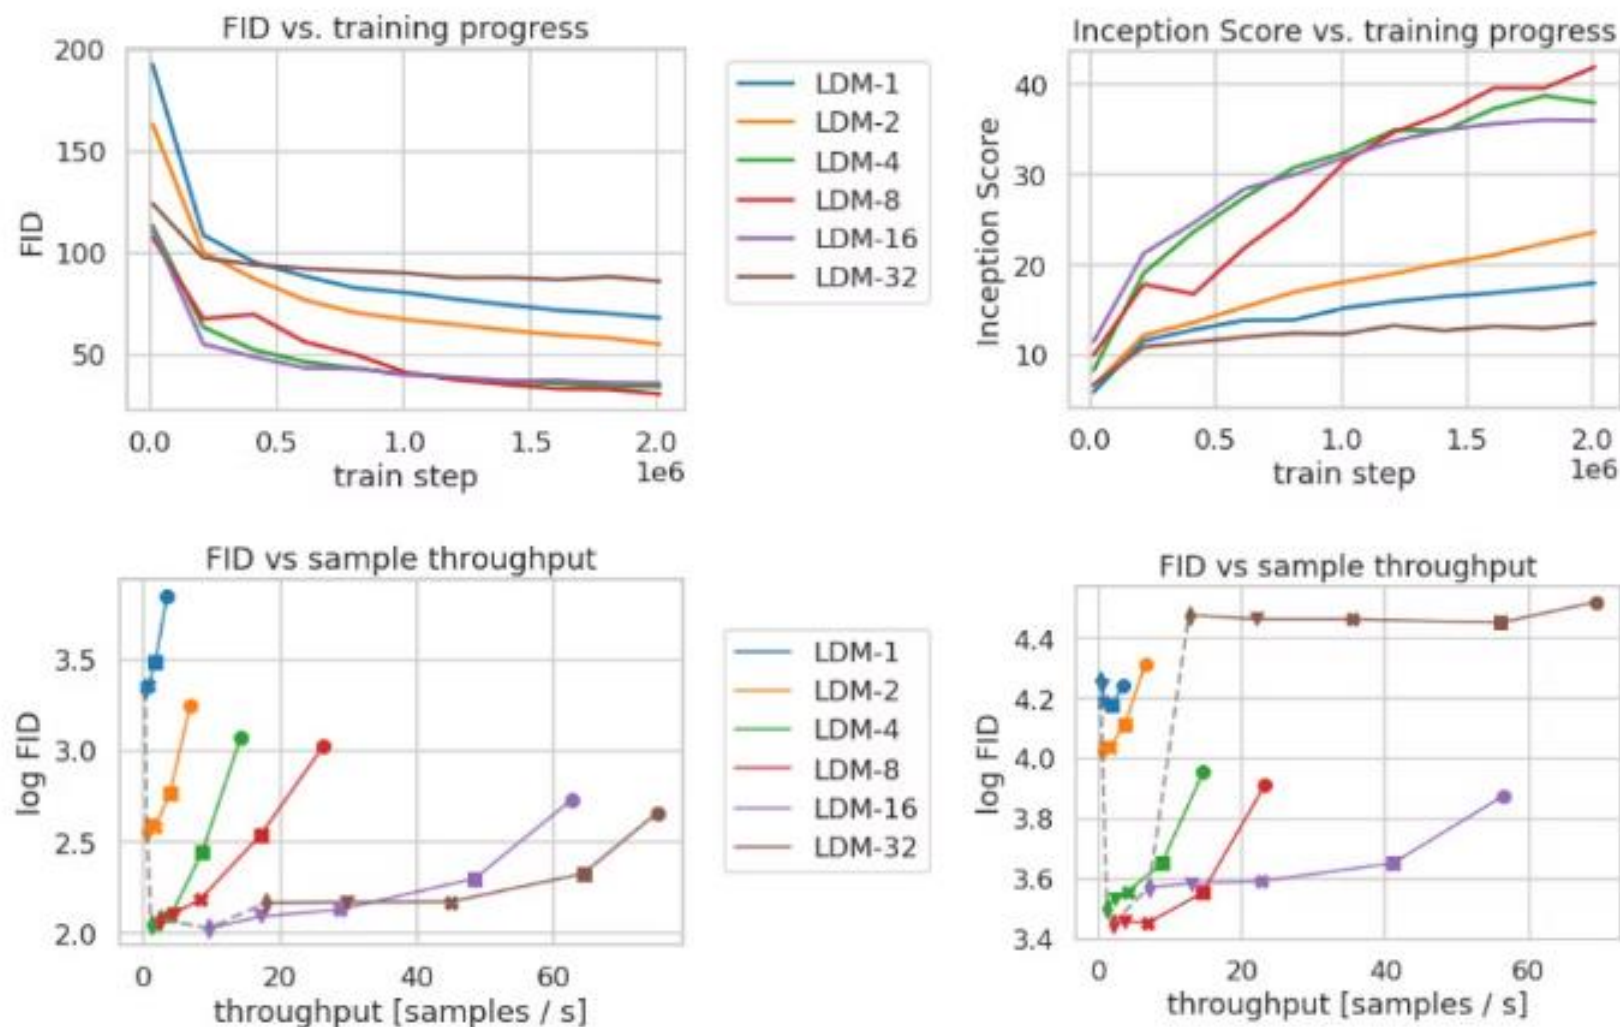 FID vs. training progress
200
150
100
50
FID
0.0 0.5 1.0 1.5 2.0
1e6
train step
LDM-1
LDM-2
LDM-4
LDM-8
LDM-16
LDM-32
Inception Score vs. training progress
40
30
20
10
Inception Score
0.0 0.5 1.0 1.5 2.0
1e6
train step
FID vs sample throughput
3.5
3.0
2.5
2.0
log FID
0 20 40 60
throughput [samples / s]
LDM-1
LDM-2
LDM-4
LDM-8
LDM-16
LDM-32
FID vs sample throughput
4.4
4.2
4.0
3.8
3.6
3.4
log FID
0 20 40 60
throughput [samples / s]